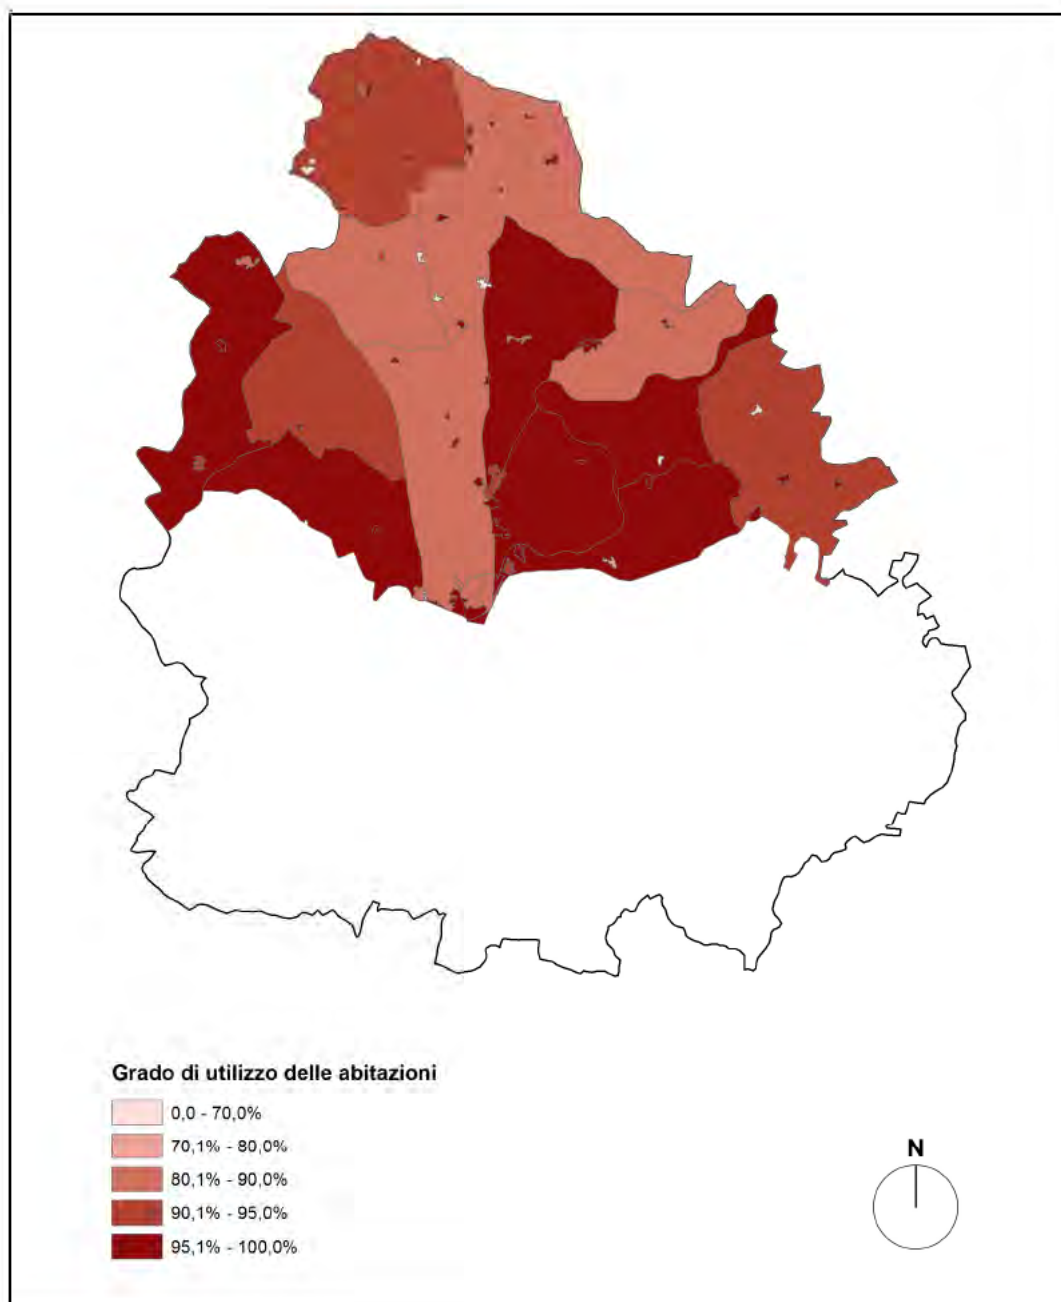 Grado di utilizzo delle abitazioni
0,0 - 70,0%
70,1% - 80,0%
80,1% - 90,0%
90,1% - 95,0%
95,1% - 100,0%
N